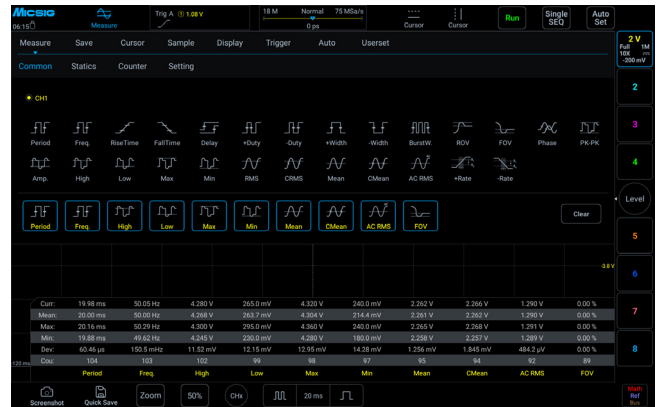 Micsig Measure Trig A ① 1.08 V 18 M Normal 75 MSa/s 0 ps Cursor Cursor Run Single SEQ Auto Set
06:15
Measure Save Cursor Sample Display Trigger Auto Userset
2 V
Full 1M
10X
-200 mV
Common Statics Counter Setting
2
CH1
3
Period Freq. RiseTime FallTime Delay +Duty -Duty +Width -Width BurstW. ROV FOV Phase PK-PK
4
Amp. High Low Max Min RMS CRMS Mean CMean AC RMS +Rate -Rate
Level
Period Freq. High Low Max Min Mean CMean AC RMS FOV Clear
5
-3.8 V
6
Curr: 19.98 ms 50.05 Hz 4.280 V 265.0 mV 4.320 V 240.0 mV 2.262 V 2.266 V 1.290 V 0.00 %
Mean: 20.00 ms 50.00 Hz 4.268 V 263.7 mV 4.304 V 214.4 mV 2.261 V 2.262 V 1.290 V 0.00 %
Max: 20.16 ms 50.29 Hz 4.300 V 295.0 mV 4.360 V 240.0 mV 2.265 V 2.268 V 1.291 V 0.00 %
7
Min: 19.88 ms 49.62 Hz 4.245 V 230.0 mV 4.280 V 180.0 mV 2.258 V 2.257 V 1.289 V 0.00 %
Dev: 60.46 µs 150.5 mHz 11.52 mV 12.15 mV 12.95 mV 14.28 mV 1.256 mV 1.845 mV 484.2 µV 0.00 %
8
Cou: 104 103 102 99 98 97 95 94 92 89
Period Freq. High Low Max Min Mean CMean AC RMS FOV
Screenshot Quick Save Zoom 50% CHx 20 ms
Math
Ref
Bus